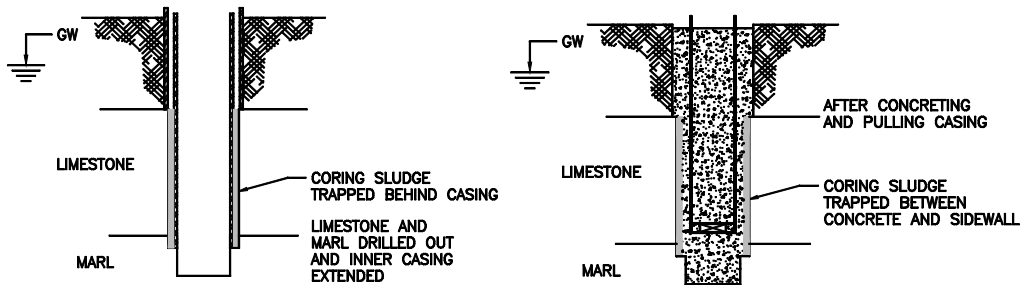 GW
LIMESTONE
CORING SLUDGE
TRAPPED BEHIND CASING
LIMESTONE AND
MARL DRILLED OUT
AND INNER CASING
EXTENDED
MARL
GW
AFTER CONCRETING
AND PULLING CASING
LIMESTONE
CORING SLUDGE
TRAPPED BETWEEN
CONCRETE AND SIDEWALL
MARL